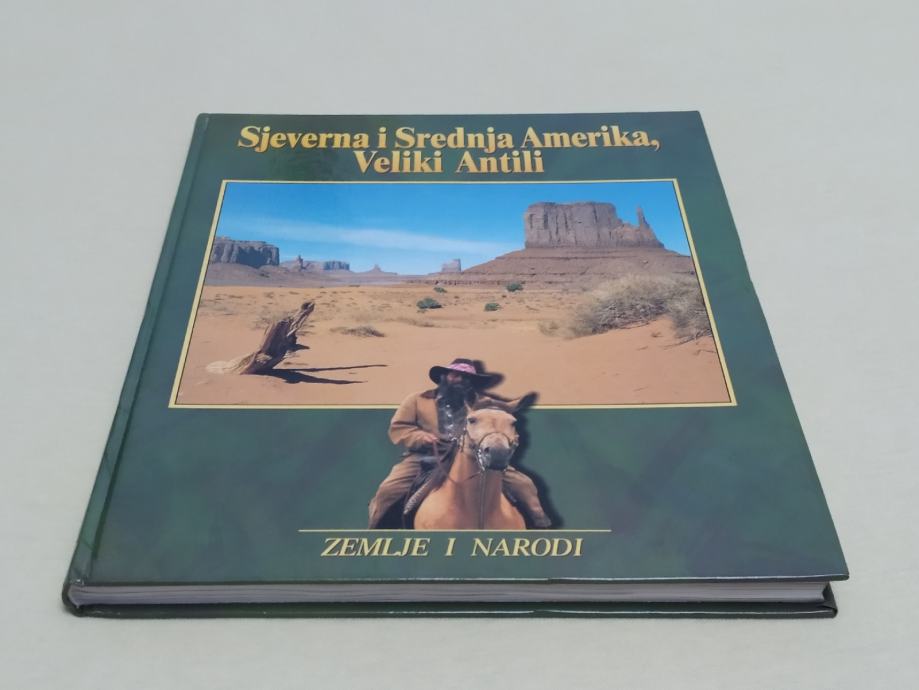 Sjeverna i Srednja Amerika,
Veliki Antili
ZEMLJE I NARODI